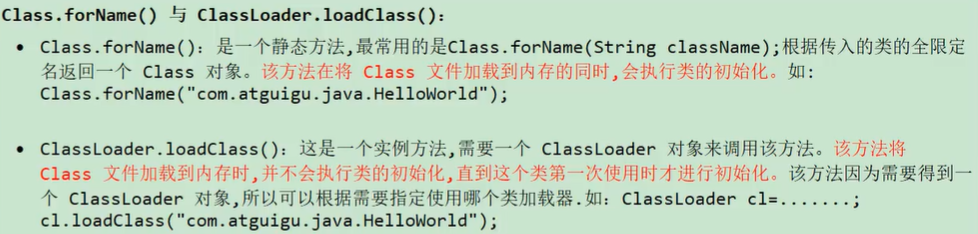 Class.forName() 与 ClassLoader.loadClass():
• Class.forName(): 是一个静态方法,最常用的是Class.forName(String className);根据传入的类的全限定
名返回一个 Class 对象。该方法在将 Class 文件加载到内存的同时,会执行类的初始化。如:
Class.forName("com.atguigu.java.HelloWorld");
• ClassLoader.loadClass(): 这是一个实例方法,需要一个 ClassLoader 对象来调用该方法。该方法将
Class 文件加载到内存时,并不会执行类的初始化,直到这个类第一次使用时才进行初始化。该方法因为需要得到一
个 ClassLoader 对象,所以可以根据需要指定使用哪个类加载器.如: ClassLoader cl=.......;
cl.loadClass("com.atguigu.java.HelloWorld");